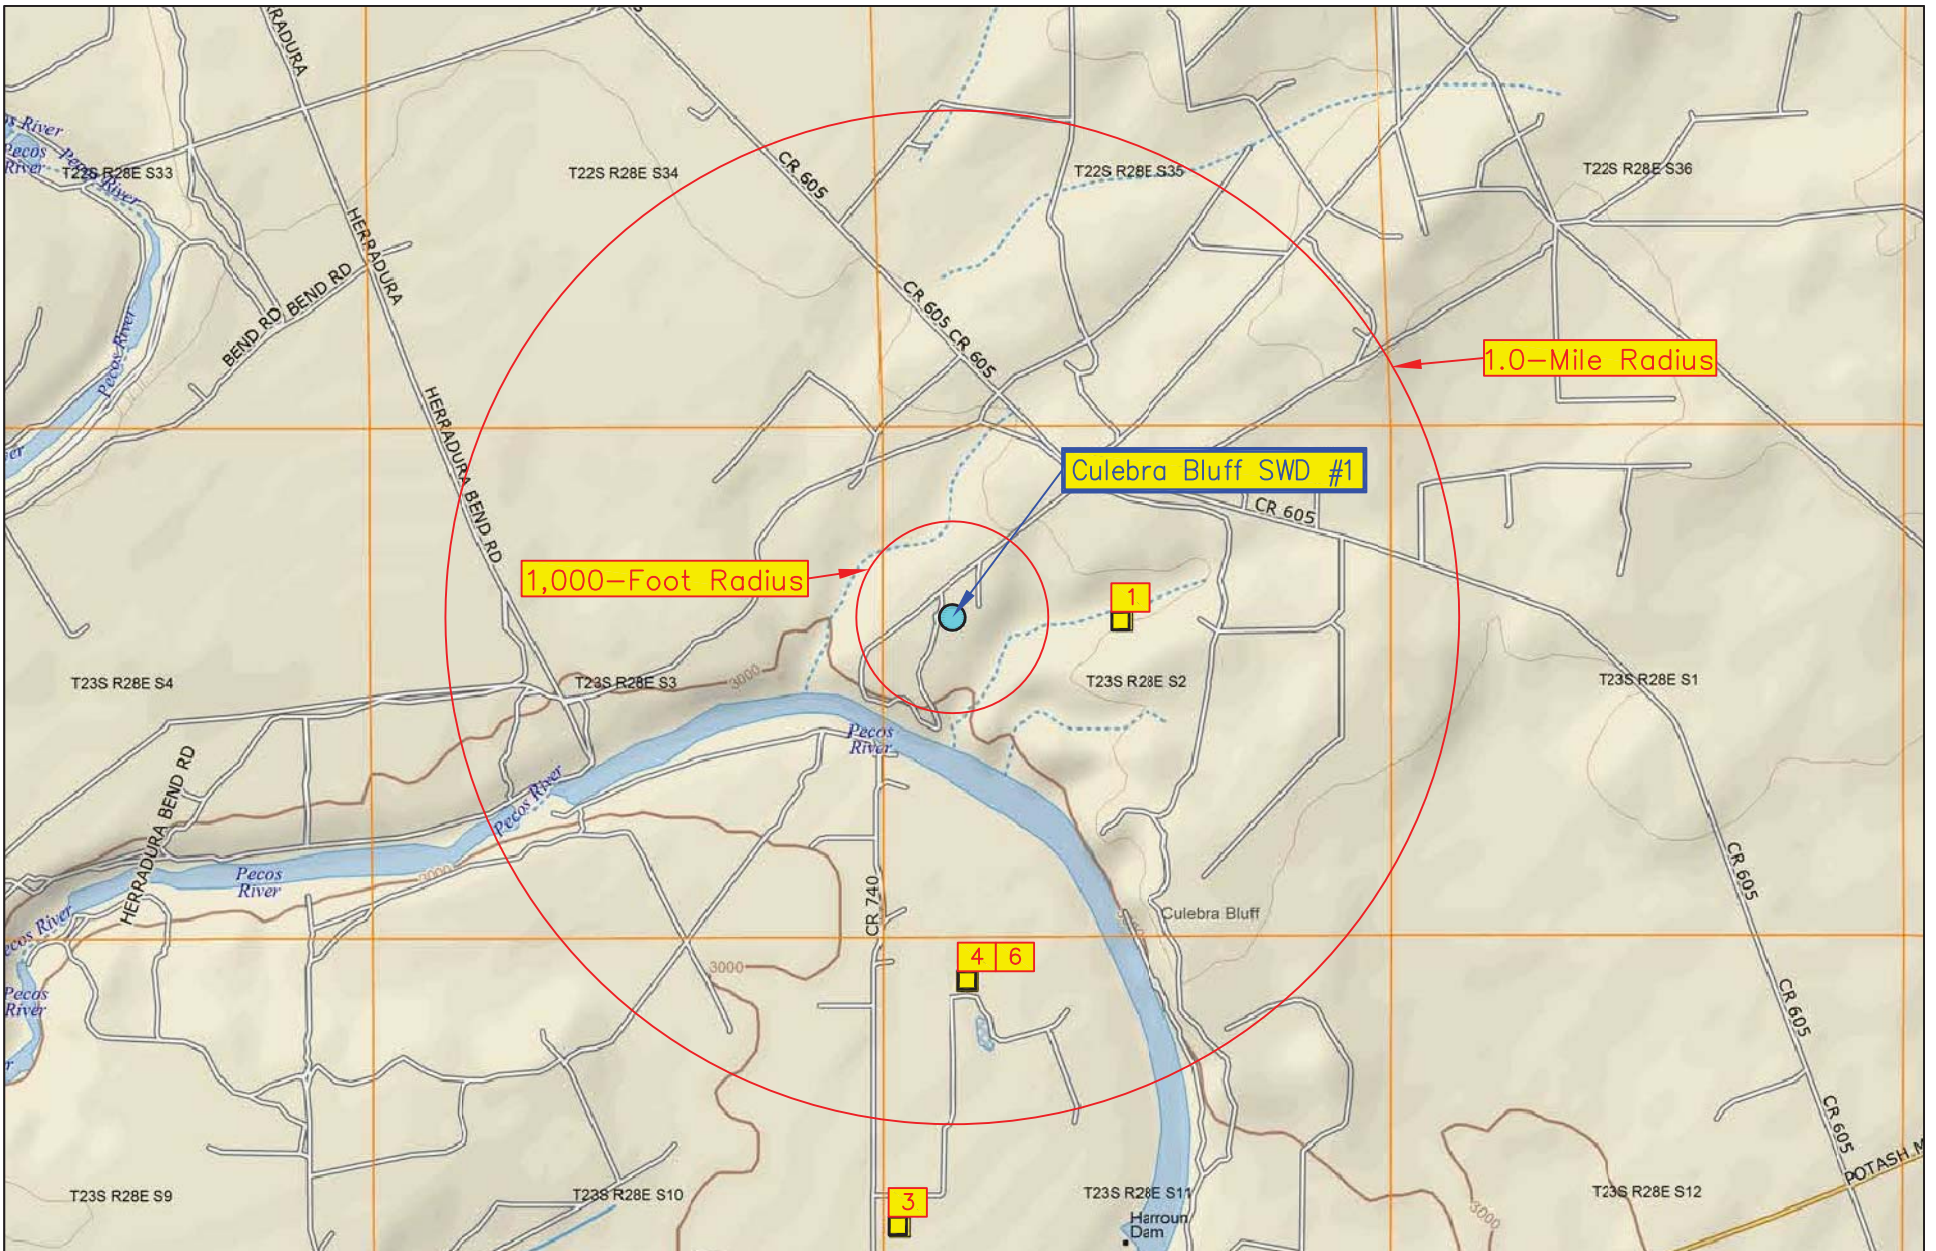 RADURA
os River
Pecos
River
Pecos River
T22S R28E S33
T22S R28E S34
CR 605
T22S R28E S35
T22S R28E S36
HERRADURA
BEND RD
BEND RD
Pecos River
CR 605
CR 605
1.0-Mile Radius
HERRADURA BEND RD
Culebra Bluff SWD #1
CR 605
1,000-Foot Radius
1
T23S R28E S4
T23S R28E S3
3000
T23S R28E S2
T23S R28E S1
Pecos
River
HERRADURA BEND RD
Pecos River
3000
Pecos
River
CR 740
CR 605
Culebra Bluff
3000
ecos River
4 6
3000
Pecos
River
CR 605
CR 605
POTASH M
T23S R28E S9
T23S R28E S10
3
T23S R28E S11
T23S R28E S12
Harroun
Dam
3000